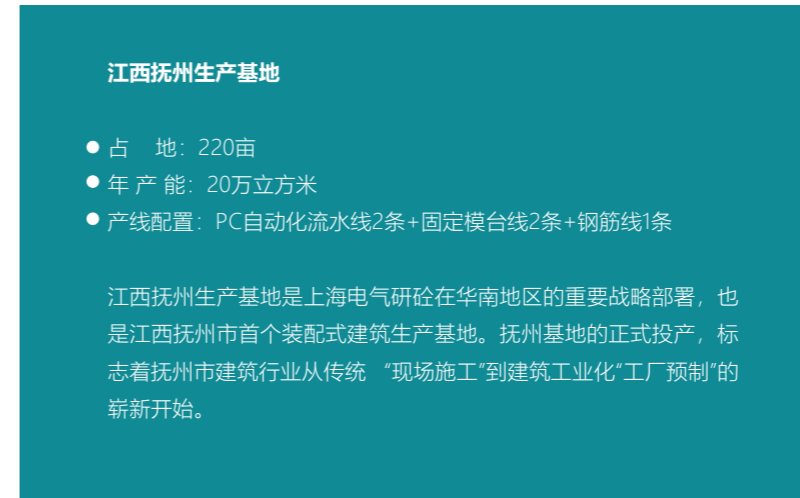 江西抚州生产基地
● 占 地：220亩
● 年 产 能：20万立方米
● 产线配置：PC自动化流水线2条+固定模台线2条+钢筋线1条
江西抚州生产基地是上海电气研砼在华南地区的重要战略部署，也
是江西抚州市首个装配式建筑生产基地。抚州基地的正式投产，标
志着抚州市建筑行业从传统 “现场施工”到建筑工业化“工厂预制”的
崭新开始。